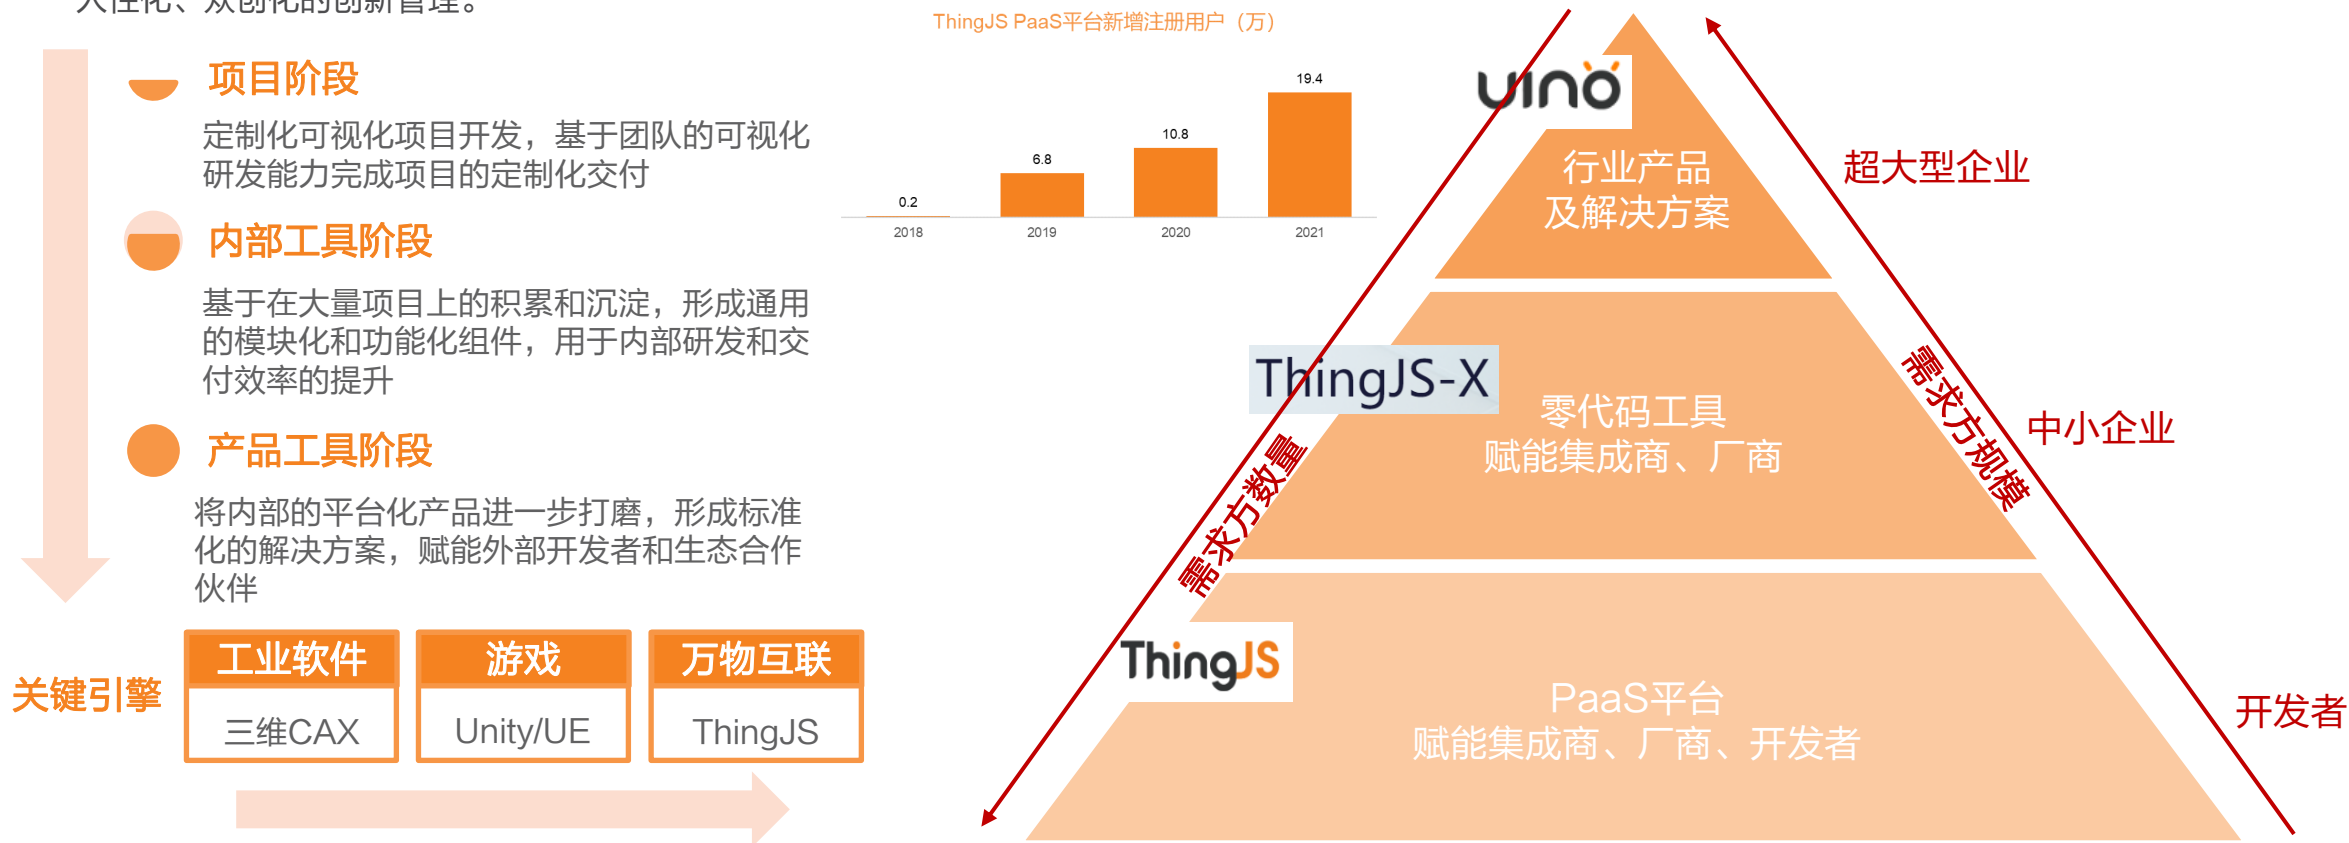 人性化、众创化的创新管理。
项目阶段
定制化可视化项目开发，基于团队的可视化
研发能力完成项目的定制化交付
内部工具阶段
基于在大量项目上的积累和沉淀，形成通用
的模块化和功能化组件，用于内部研发和交
付效率的提升
产品工具阶段
将内部的平台化产品进一步打磨，形成标准
化的解决方案，赋能外部开发者和生态合作
伙伴
关键引擎
工业软件
三维CAX
游戏
Unity/UE
万物互联
ThingJS
ThingJS PaaS平台新增注册用户（万）
0.2
6.8
10.8
19.4
2018
2019
2020
2021
uino
行业产品
及解决方案
ThingJS-X
零代码工具
赋能集成商、厂商
ThingJS
PaaS平台
赋能集成商、厂商、开发者
需求方数量
需求方规模
超大型企业
中小企业
开发者